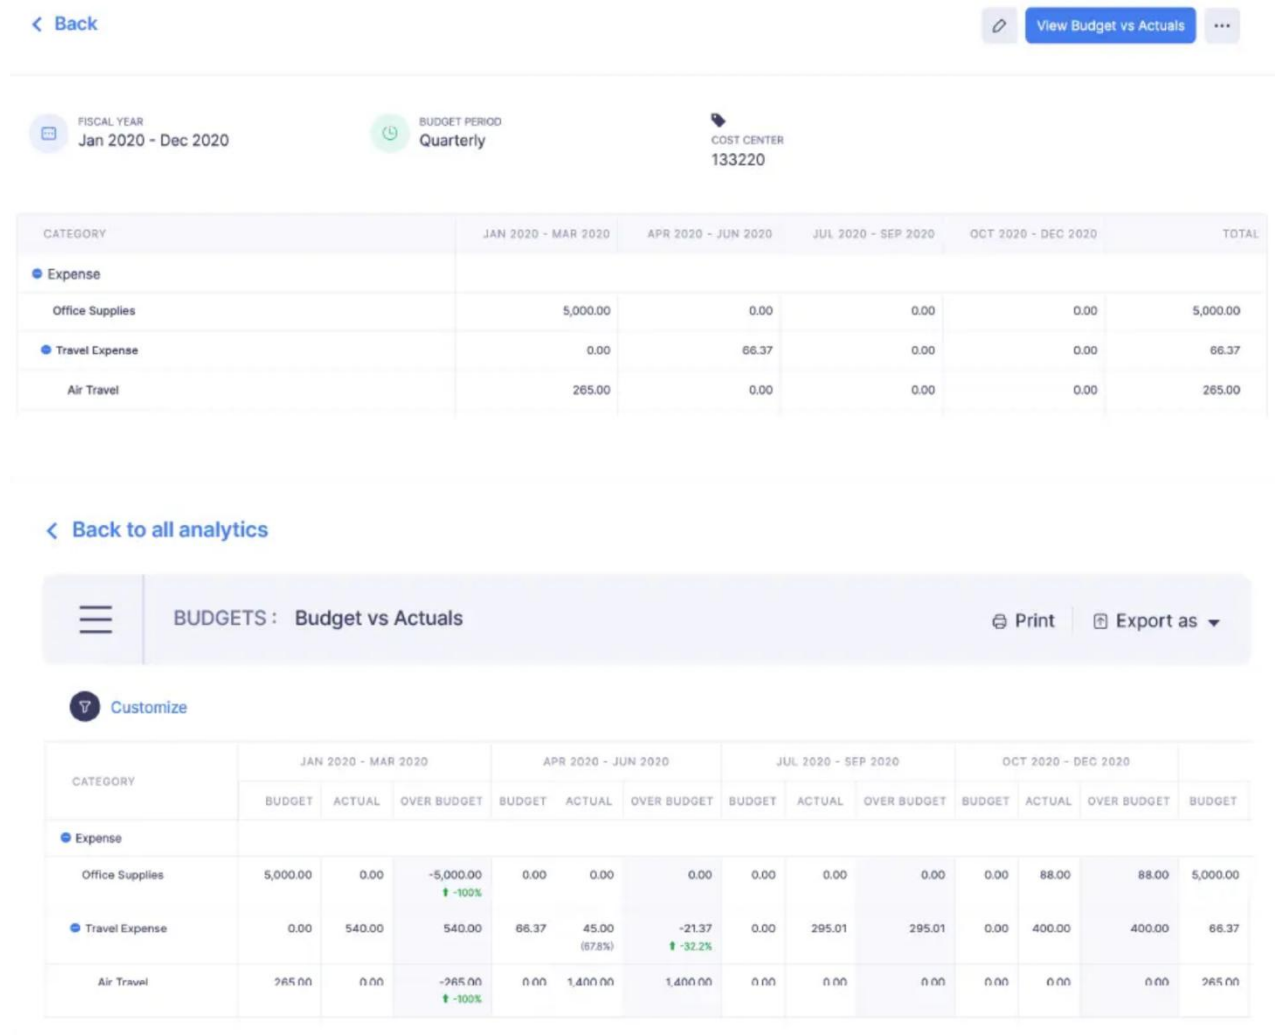 Back
View Budget vs Actuals
FISCAL YEAR
Jan 2020 - Dec 2020
BUDGET PERIOD
Quarterly
COST CENTER
133220
CATEGORY JAN 2020 - MAR 2020 APR 2020 - JUN 2020 JUL 2020 - SEP 2020 OCT 2020 - DEC 2020 TOTAL
Expense
Office Supplies 5,000.00 0.00 0.00 0.00 5,000.00
Travel Expense 0.00 66.37 0.00 0.00 66.37
Air Travel 265.00 0.00 0.00 0.00 265.00
Back to all analytics
BUDGETS : Budget vs Actuals Print Export as
Customize
CATEGORY JAN 2020 - MAR 2020 APR 2020 - JUN 2020 JUL 2020 - SEP 2020 OCT 2020 - DEC 2020
BUDGET ACTUAL OVER BUDGET BUDGET ACTUAL OVER BUDGET BUDGET ACTUAL OVER BUDGET BUDGET ACTUAL OVER BUDGET BUDGET
Expense
Office Supplies 5,000.00 0.00 -5,000.00 0.00 0.00 0.00 0.00 0.00 0.00 0.00 88.00 88.00 5,000.00
-100%
Travel Expense 0.00 540.00 540.00 66.37 45.00 -21.37 0.00 295.01 295.01 0.00 400.00 400.00 66.37
(67.8%) -32.2%
Air Travel 265.00 0.00 -265.00 0.00 1,400.00 1,400.00 0.00 0.00 0.00 0.00 0.00 0.00 265.00
-100%